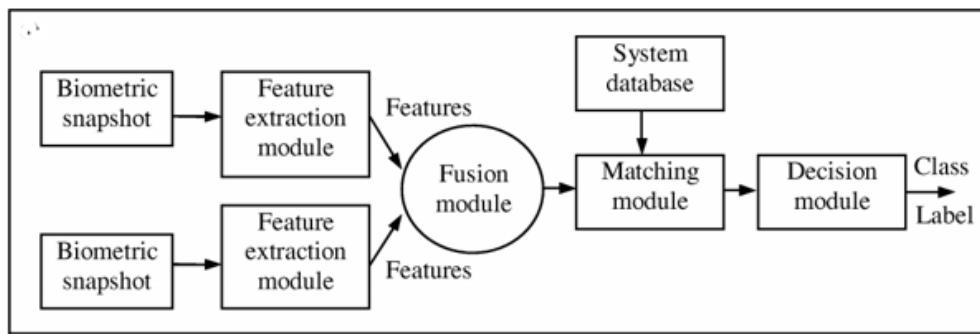 System
database
Biometric
snapshot
Feature
extraction
module
Features
Fusion
module
Matching
module
Decision
module
Class
Label
Biometric
snapshot
Feature
extraction
module
Features